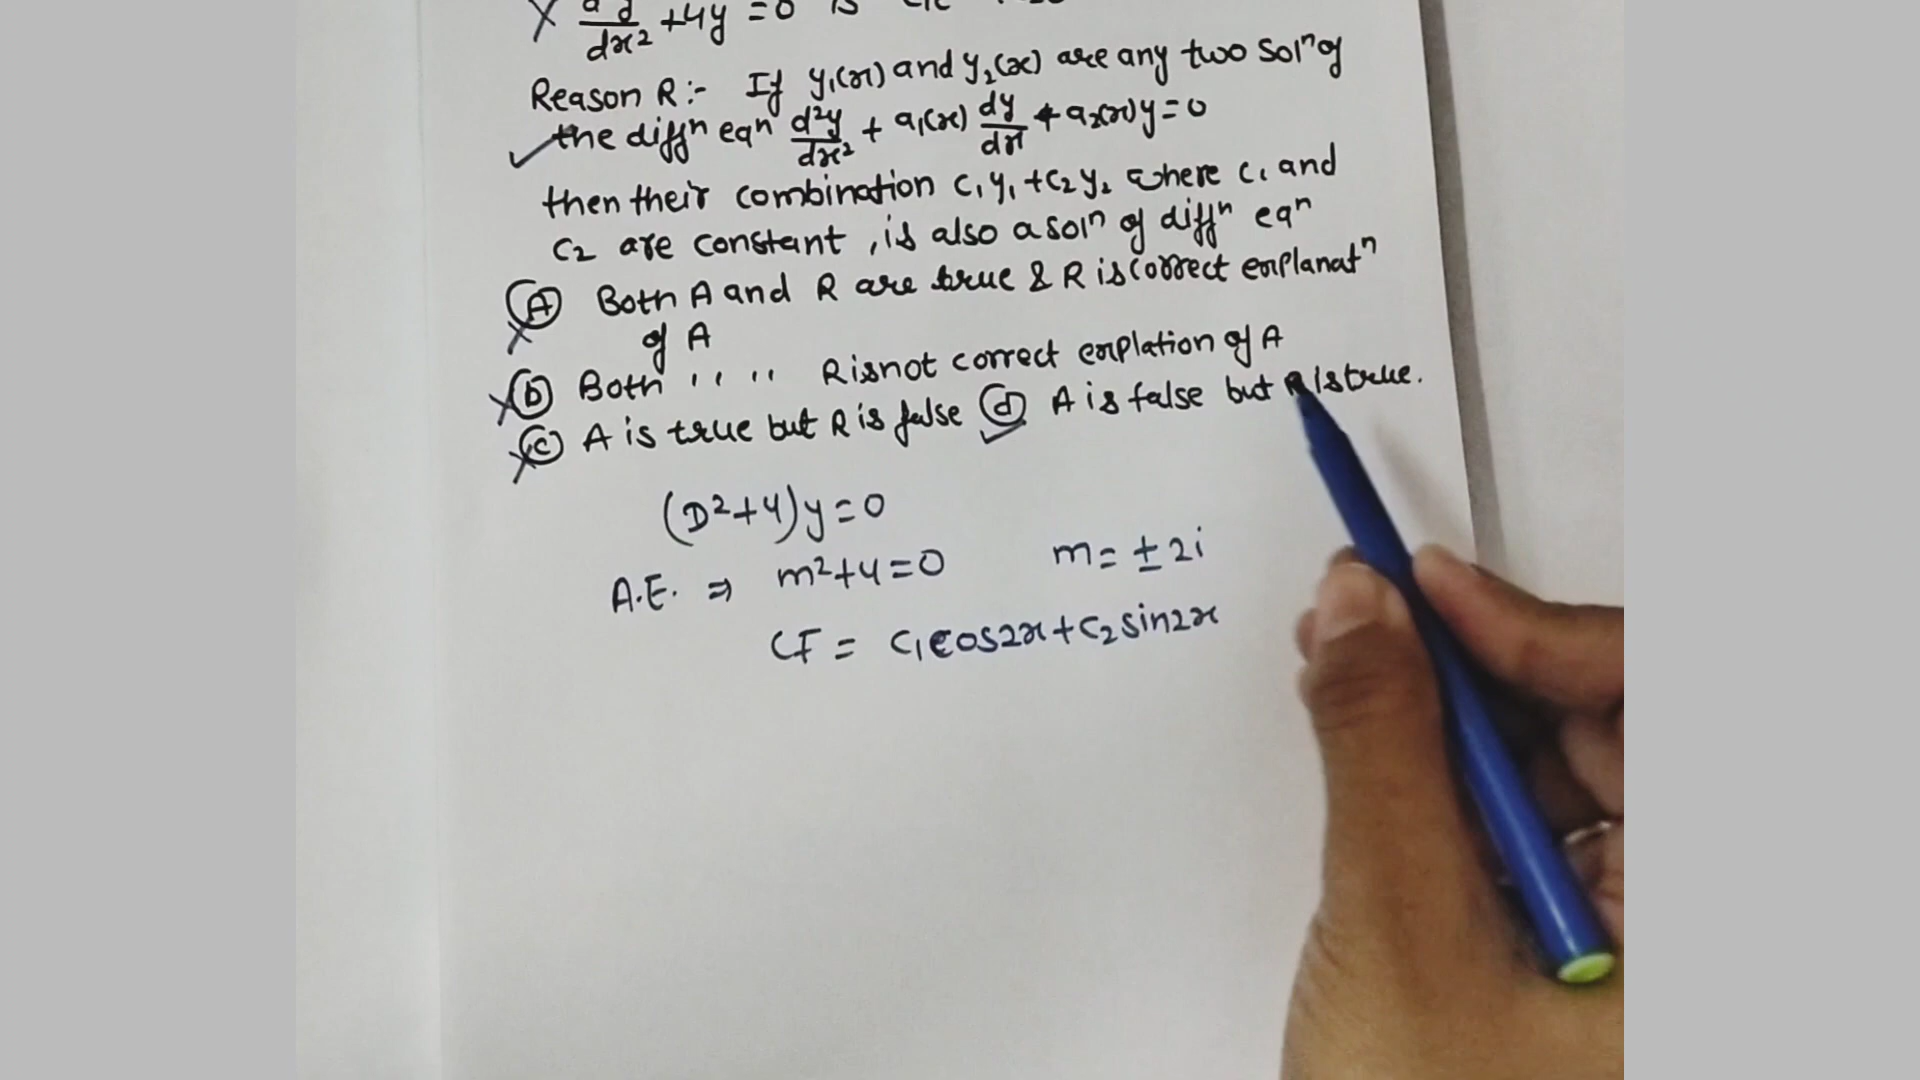 +4y = 0 is
dx²
Reason R:- If y₁(x) and y₂(x) are any two solⁿ of
the diffⁿ eqⁿ d²y/dx² + a₁(x) dy/dx + a₂(x)y = 0
then their combination c₁y₁+c₂y₂ where c₁ and
c₂ are constant, is also a solⁿ of diffⁿ eqⁿ
(A) Both A and R are true & R is correct explanatⁿ
of A
(b) Both '' '' R is not correct explation of A
(c) A is true but R is false (d) A is false but R is true.
(D²+4)y=0
A.E. ⇒ m²+4=0 m= ±2i
CF = c₁cos2x+c₂sin2x